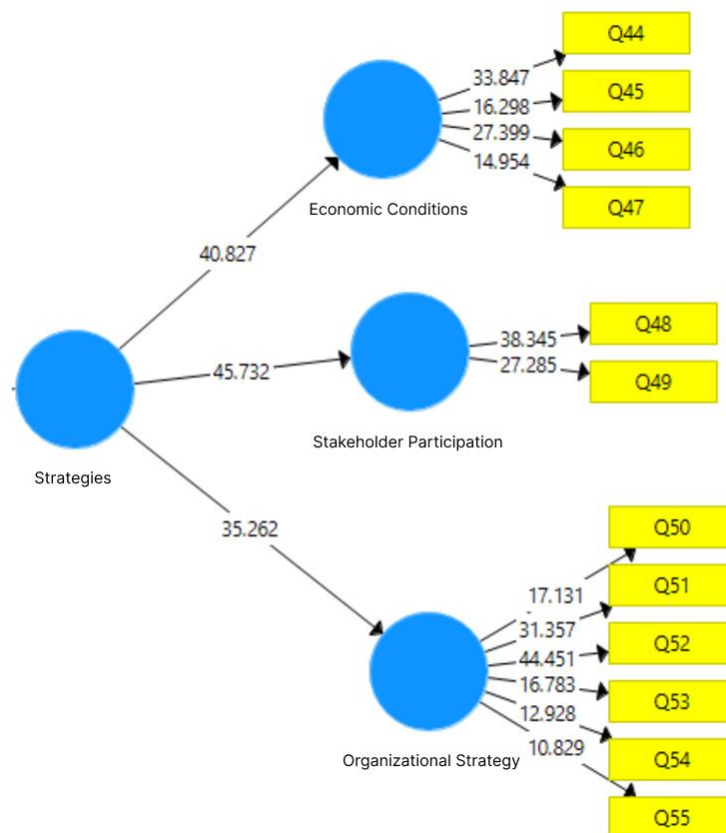 Q44
33.847
16.298
Q45
27.399
14.954
Q46
Economic Conditions
Q47
40.827
Q48
38.345
45.732
27.285
Q49
Stakeholder Participation
Strategies
35.262
Q50
17.131
Q51
31.357
44.451
Q52
16.783
12.928
Q53
10.829
Organizational Strategy
Q54
Q55